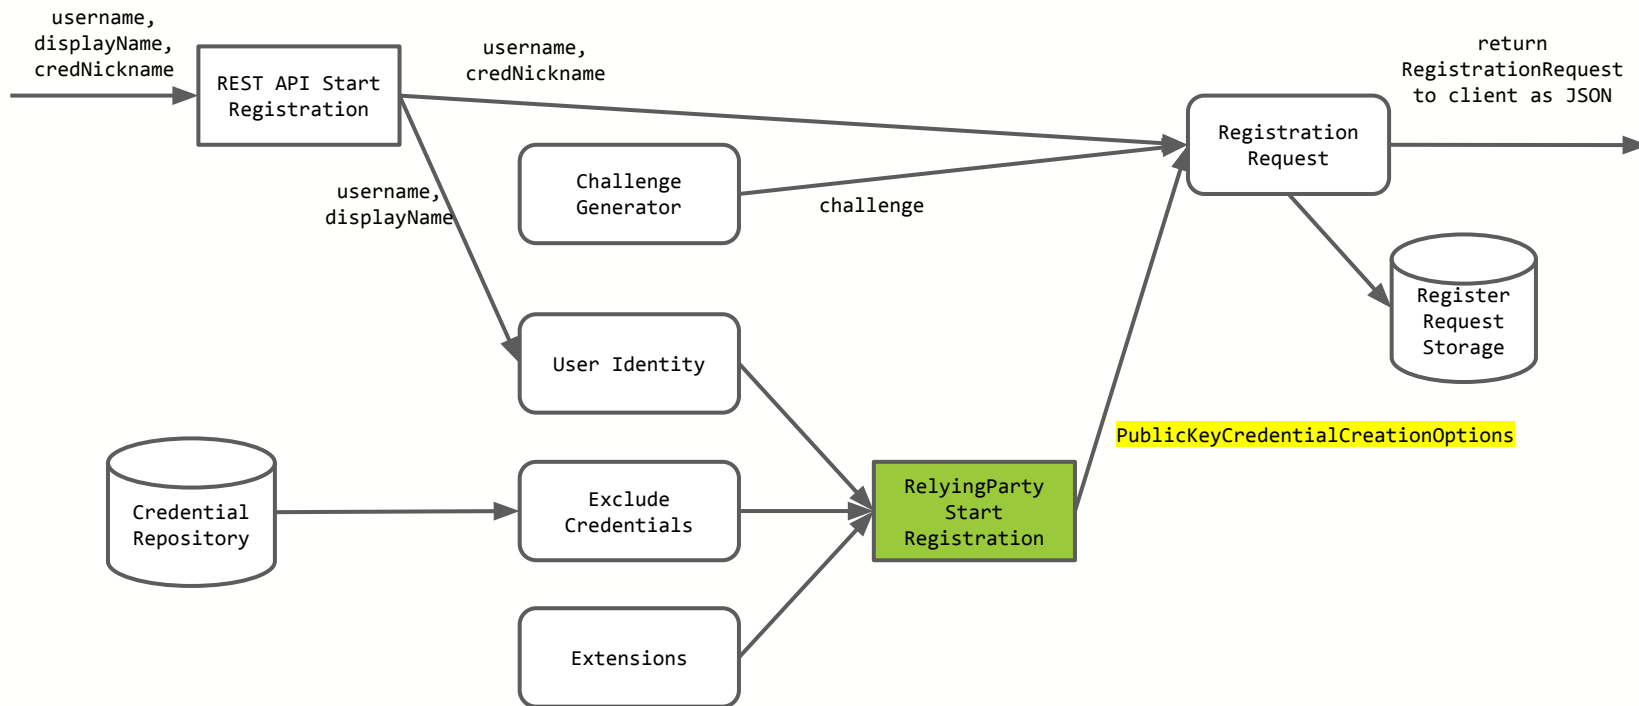 username,
displayName,
credNickname
REST API Start
Registration
username,
credNickname
return
RegistrationRequest
to client as JSON
Registration
Request
Challenge
Generator
username,
displayName
challenge
Register
Request
Storage
User Identity
PublicKeyCredentialCreationOptions
Credential
Repository
Exclude
Credentials
RelyingParty
Start
Registration
Extensions